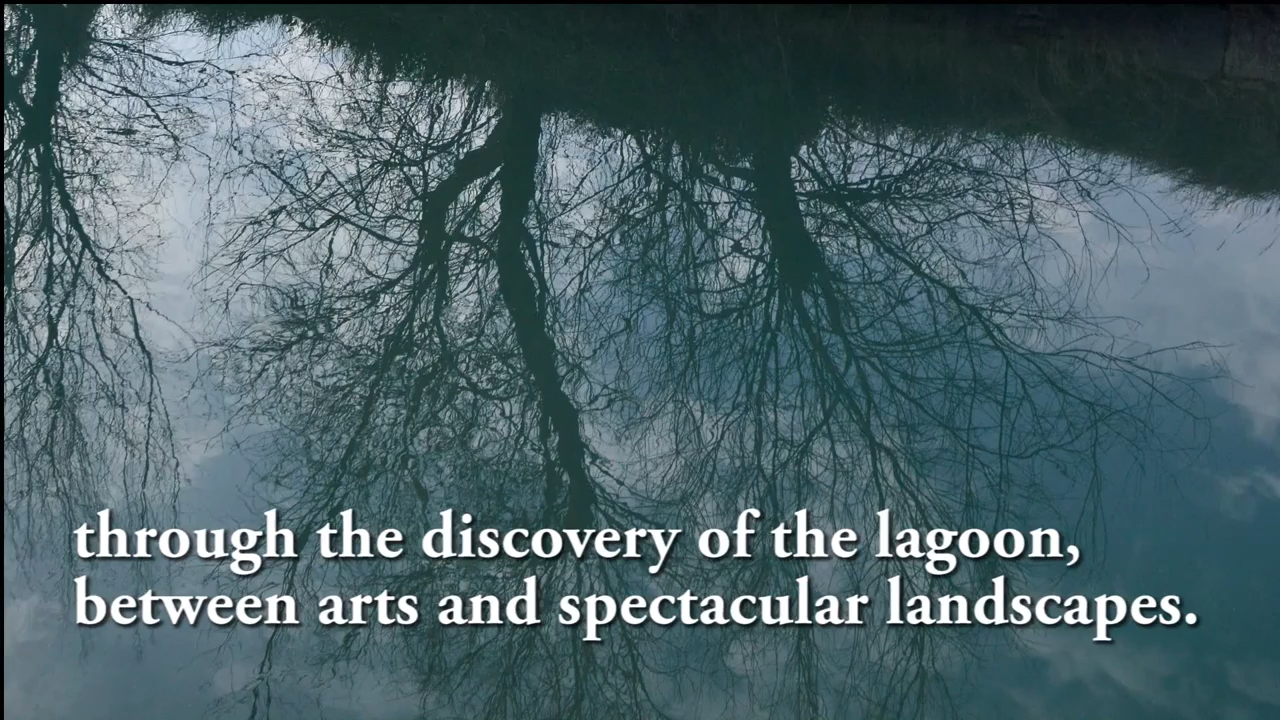 through the discovery of the lagoon,
between arts and spectacular landscapes.